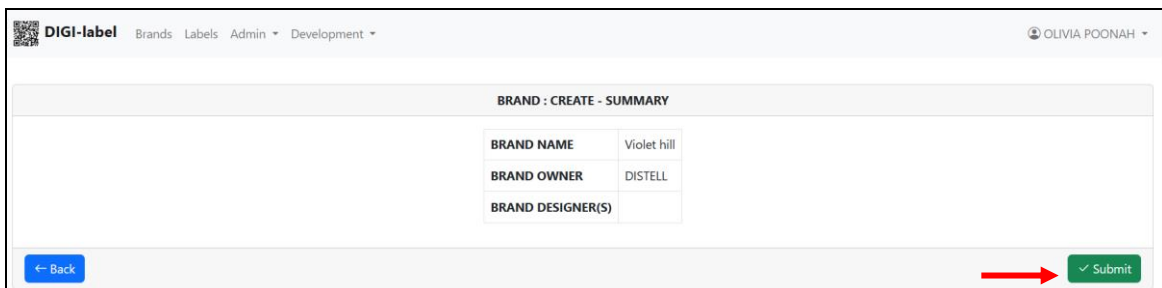 DIGI-label Brands Labels Admin Development OLIVIA POONAH
BRAND : CREATE - SUMMARY
BRAND NAME Violet hill
BRAND OWNER DISTELL
BRAND DESIGNER(S)
← Back ✓ Submit